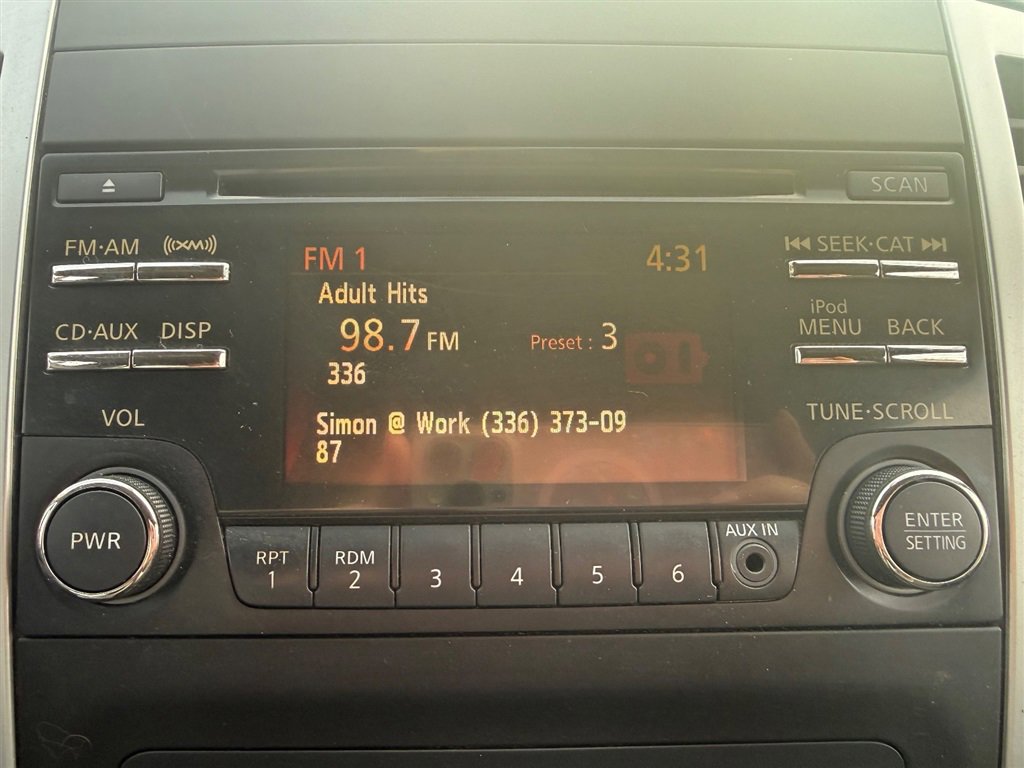 SCAN
FM·AM
((XM))
SEEK·CAT
FM 1
4:31
Adult Hits
98.7 FM
Preset : 3
336
Simon @ Work (336) 373-09
87
CD·AUX
DISP
iPod
MENU
BACK
VOL
TUNE·SCROLL
PWR
ENTER
SETTING
RPT
1
RDM
2
3
4
5
6
AUX IN